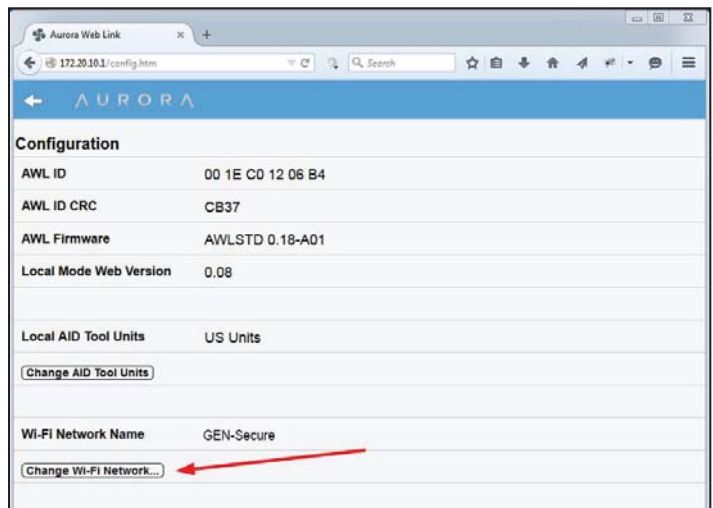 Aurora Web Link
172.20.10.1/config.htm
Search
AURORA
Configuration
AWL ID 00 1E C0 12 06 B4
AWL ID CRC CB37
AWL Firmware AWLSTD 0.18-A01
Local Mode Web Version 0.08
Local AID Tool Units US Units
Change AID Tool Units
Wi-Fi Network Name GEN-Secure
Change Wi-Fi Network...